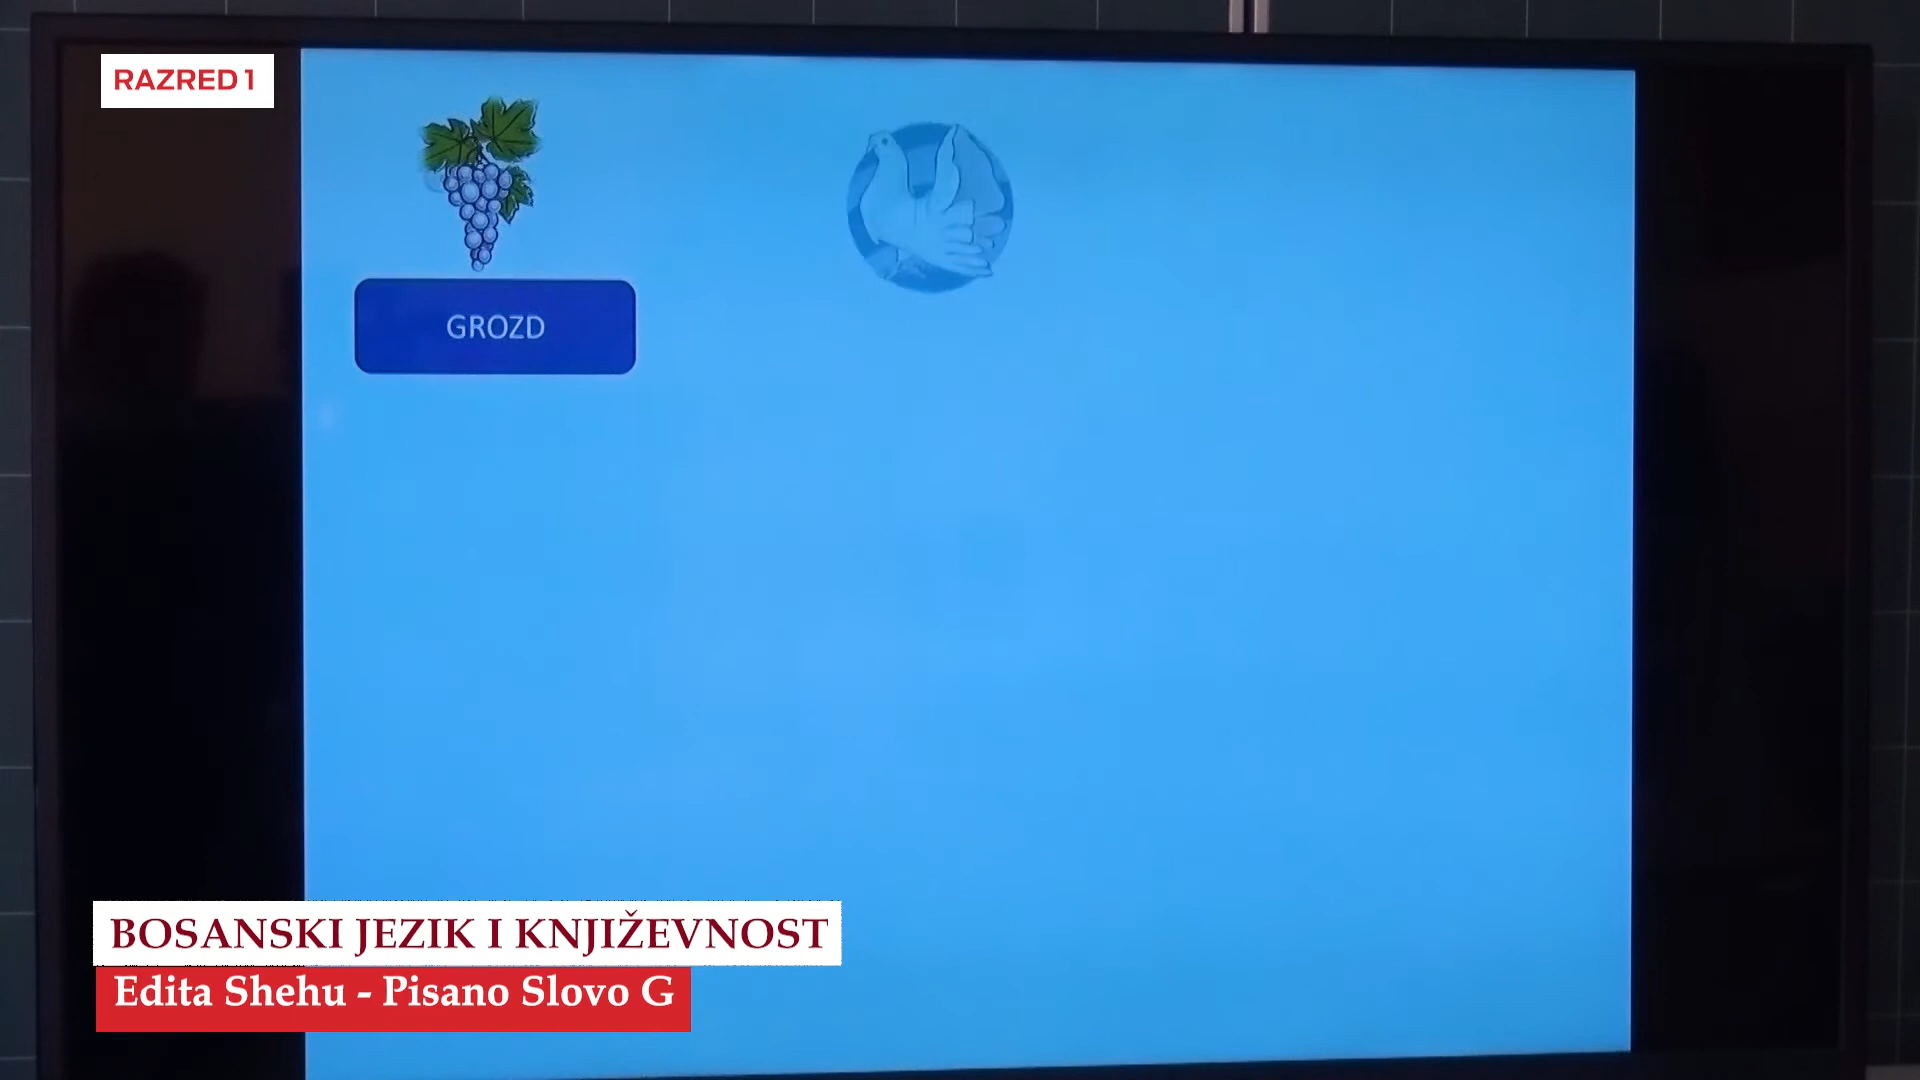 RAZRED 1
GROZD
BOSANSKI JEZIK I KNJIŽEVNOST
Edita Shehu - Pisano Slovo G